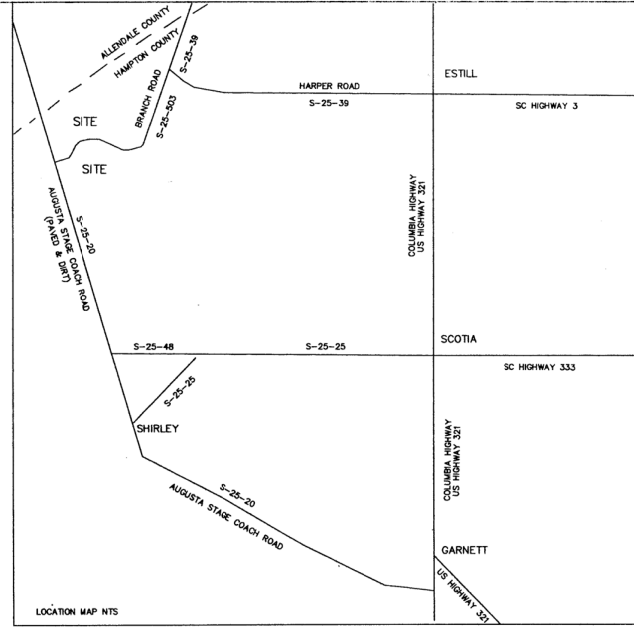 ALLENDALE COUNTY
HAMPTON COUNTY
S-25-39
ESTILL
HARPER ROAD
S-25-39
SC HIGHWAY 3
BRANCH ROAD
S-25-503
SITE
SITE
COLUMBIA HIGHWAY
US HIGHWAY 321
S-25-20
AUGUSTA STAGE COACH ROAD
(PAVED & DIRT)
SCOTIA
S-25-48
S-25-25
SC HIGHWAY 333
S-25-25
SHIRLEY
COLUMBIA HIGHWAY
US HIGHWAY 321
S-25-20
AUGUSTA STAGE COACH ROAD
GARNETT
US HIGHWAY 321
LOCATION MAP NTS